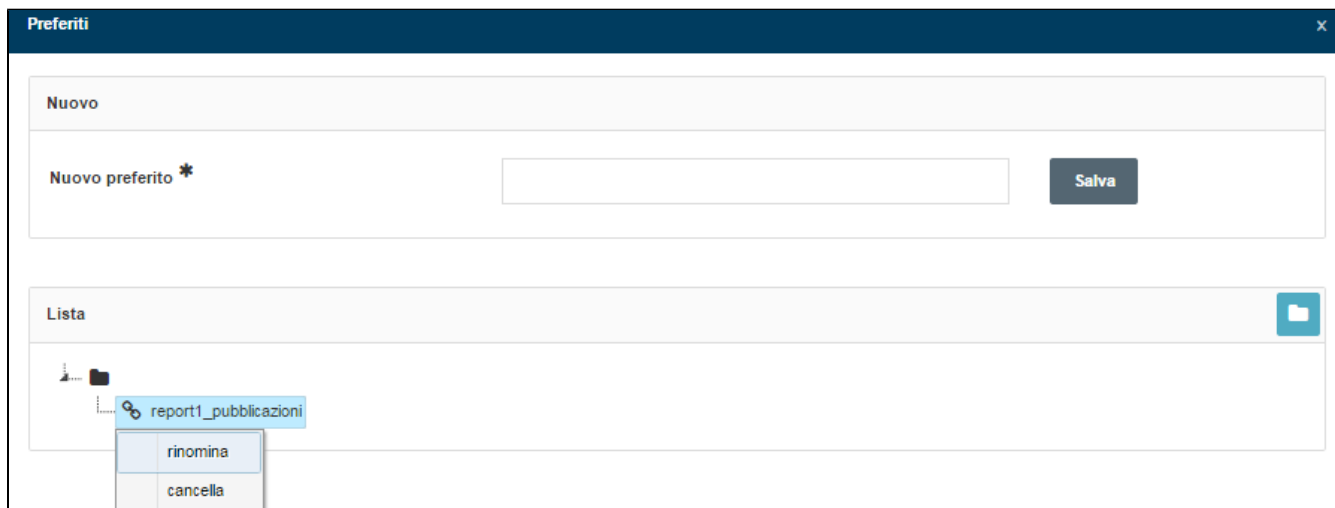 Preferiti x
Nuovo
Nuovo preferito * Salva
Lista
report1_pubblicazioni
rinomina
cancella